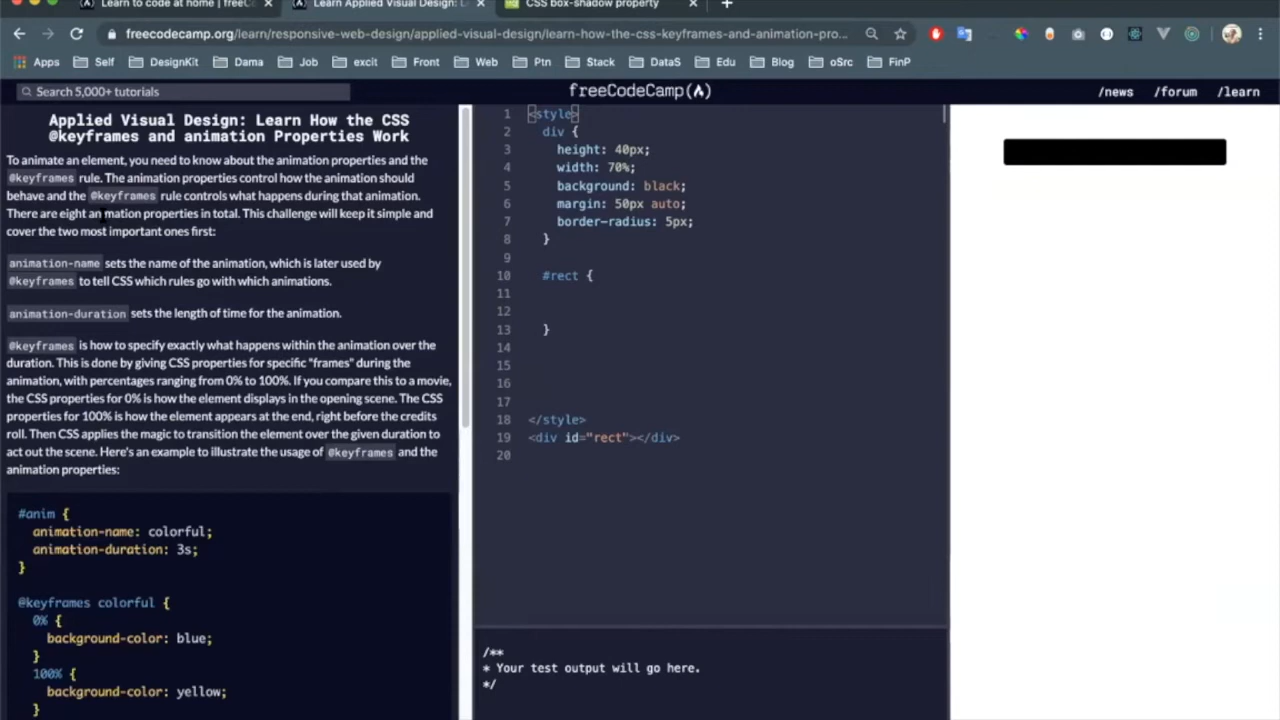 Learn to code at home | freeC
Learn Applied Visual Design: L
CSS box-shadow property
freecodecamp.org/learn/responsive-web-design/applied-visual-design/learn-how-the-css-keyframes-and-animation-pro...
Apps Self DesignKit Dama Job excit Front Web Ptn Stack DataS Edu Blog oSrc FinP
Search 5,000+ tutorials
freeCodeCamp
/news /forum /learn
Applied Visual Design: Learn How the CSS
@keyframes and animation Properties Work
To animate an element, you need to know about the animation properties and the
@keyframes rule. The animation properties control how the animation should
behave and the @keyframes rule controls what happens during that animation.
There are eight animation properties in total. This challenge will keep it simple and
cover the two most important ones first:
animation-name sets the name of the animation, which is later used by
@keyframes to tell CSS which rules go with which animations.
animation-duration sets the length of time for the animation.
@keyframes is how to specify exactly what happens within the animation over the
duration. This is done by giving CSS properties for specific "frames" during the
animation, with percentages ranging from 0% to 100%. If you compare this to a movie,
the CSS properties for 0% is how the element displays in the opening scene. The CSS
properties for 100% is how the element appears at the end, right before the credits
roll. Then CSS applies the magic to transition the element over the given duration to
act out the scene. Here's an example to illustrate the usage of @keyframes and the
animation properties:
#anim {
animation-name: colorful;
animation-duration: 3s;
}
@keyframes colorful {
0% {
background-color: blue;
}
100% {
background-color: yellow;
}
1 <style>
2 div {
3 height: 40px;
4 width: 70%;
5 background: black;
6 margin: 50px auto;
7 border-radius: 5px;
8 }
9
10 #rect {
11
12
13 }
14
15
16
17
18 </style>
19 <div id="rect"></div>
20
/**
* Your test output will go here.
*/